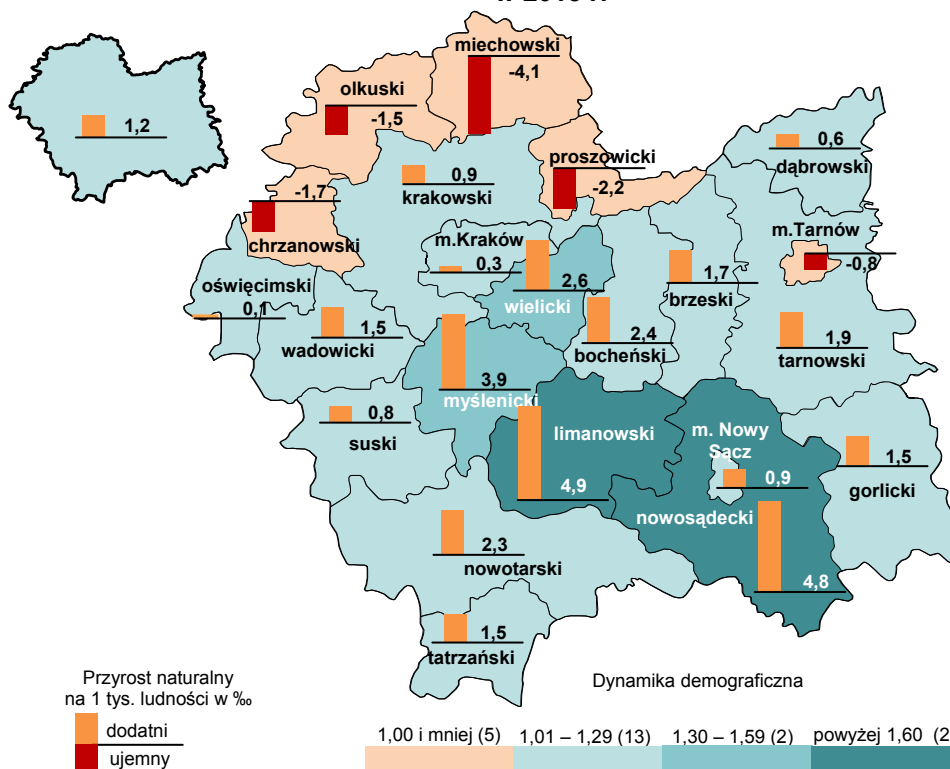 miechowski
-4,1
olkuski
-1,5
1,2
0,6
dąbrowski
proszowicki
-2,2
0,9
krakowski
-1,7
chrzanowski
m.Tarnów
-0,8
m.Kraków
0,3
2,6
wielicki
1,7
brzeski
oświęcimski
0,1
1,5
wadowicki
2,4
bocheński
1,9
tarnowski
3,9
myślenicki
0,8
suski
limanowski
4,9
m. Nowy
Sącz
0,9
1,5
gorlicki
nowosądecki
4,8
2,3
nowotarski
1,5
tatrzański
Przyrost naturalny
na 1 tys. ludności w ‰
dodatni
ujemny
Dynamika demograficzna
1,00 i mniej (5) 1,01 – 1,29 (13) 1,30 – 1,59 (2) powyżej 1,60 (2